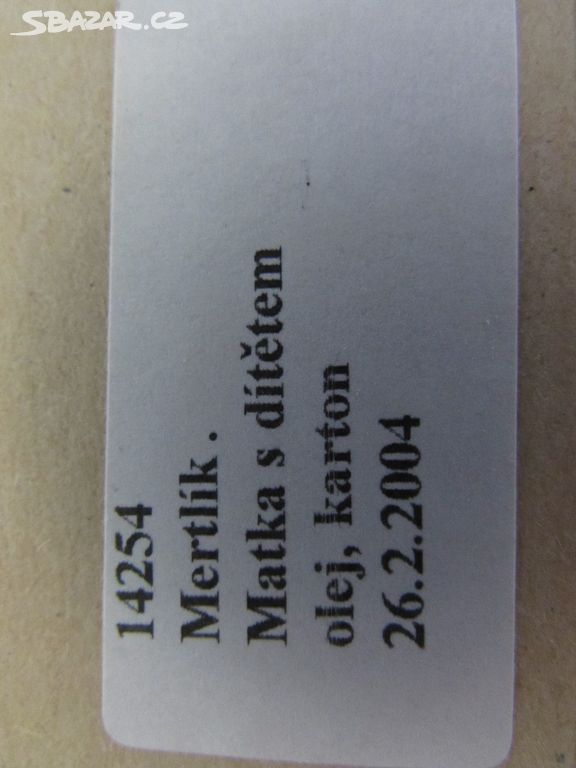 SBAZAR.CZ
14254
Mertlík .
Matka s dítětem
olej, karton
26.2.2004